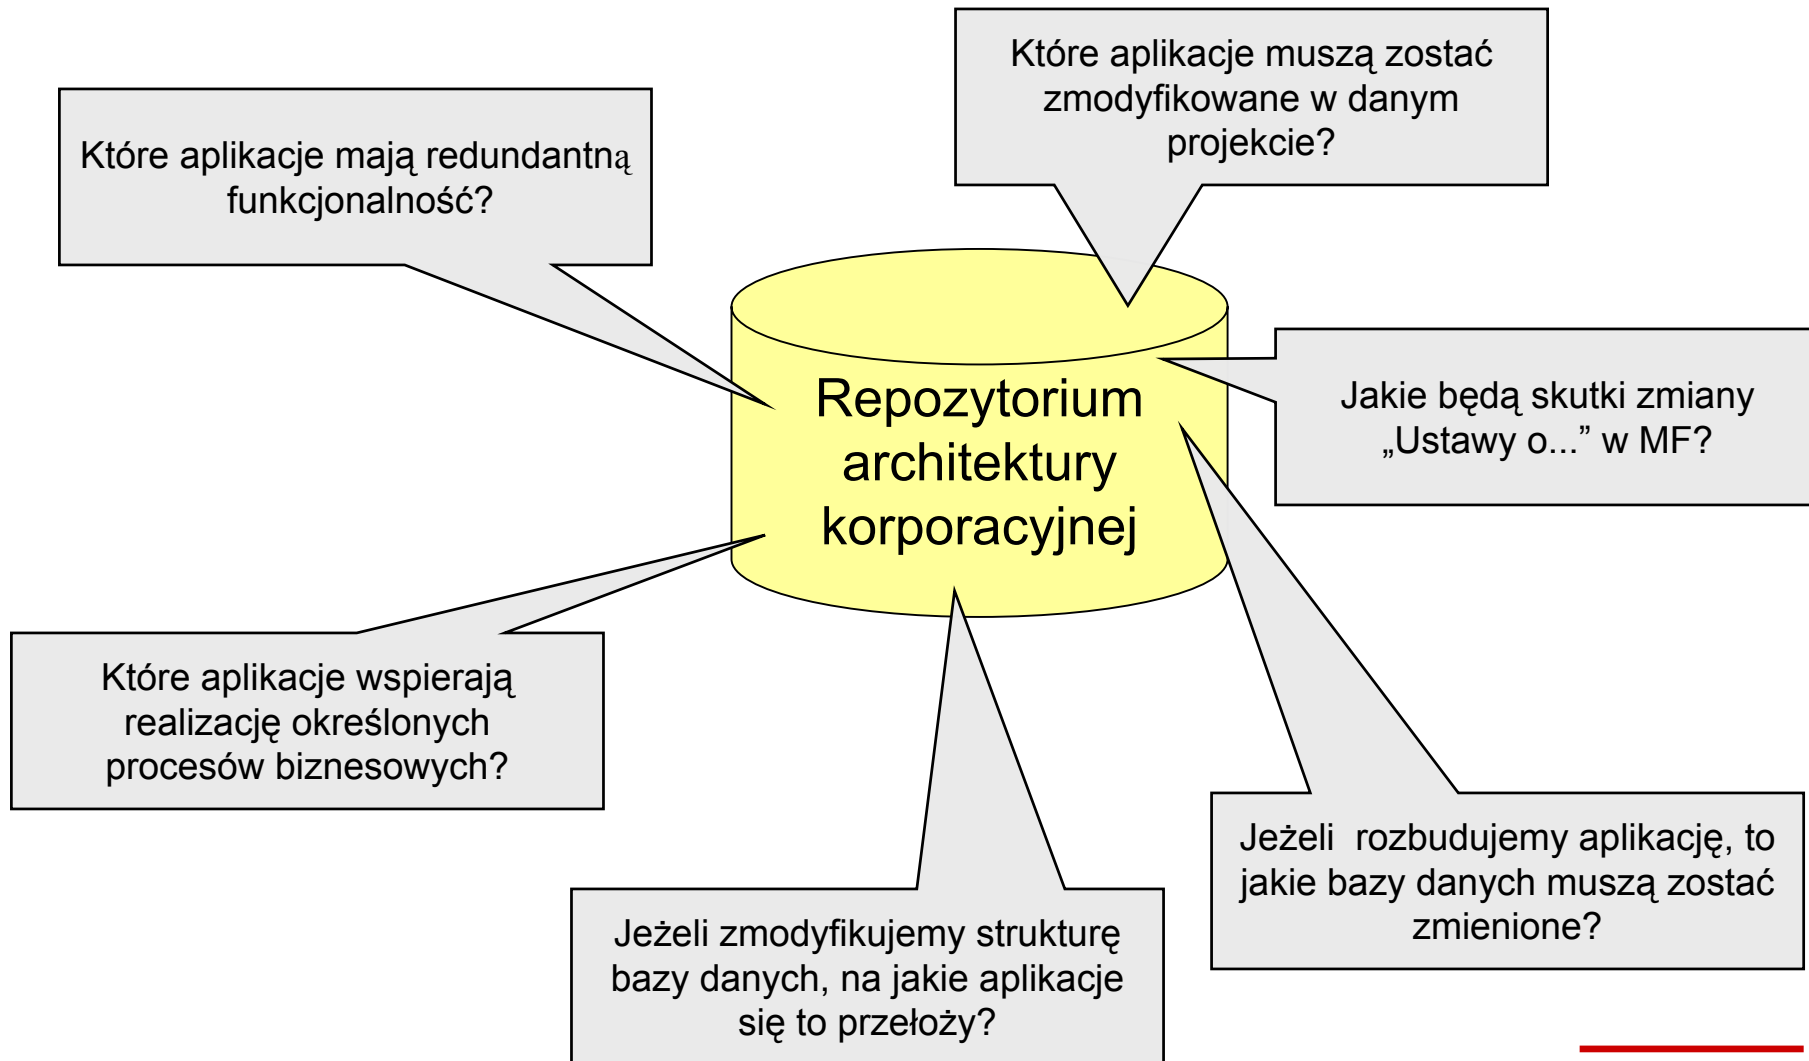 Które aplikacje muszą zostać
zmodyfikowane w danym
projekcie?
Które aplikacje mają redundantną
funkcjonalność?
Repozytorium
architektury
korporacyjnej
Jakie będą skutki zmiany
„Ustawy o...” w MF?
Które aplikacje wspierają
realizację określonych
procesów biznesowych?
Jeżeli  rozbudujemy aplikację, to
jakie bazy danych muszą zostać
zmienione?
Jeżeli zmodyfikujemy strukturę
bazy danych, na jakie aplikacje
się to przełoży?